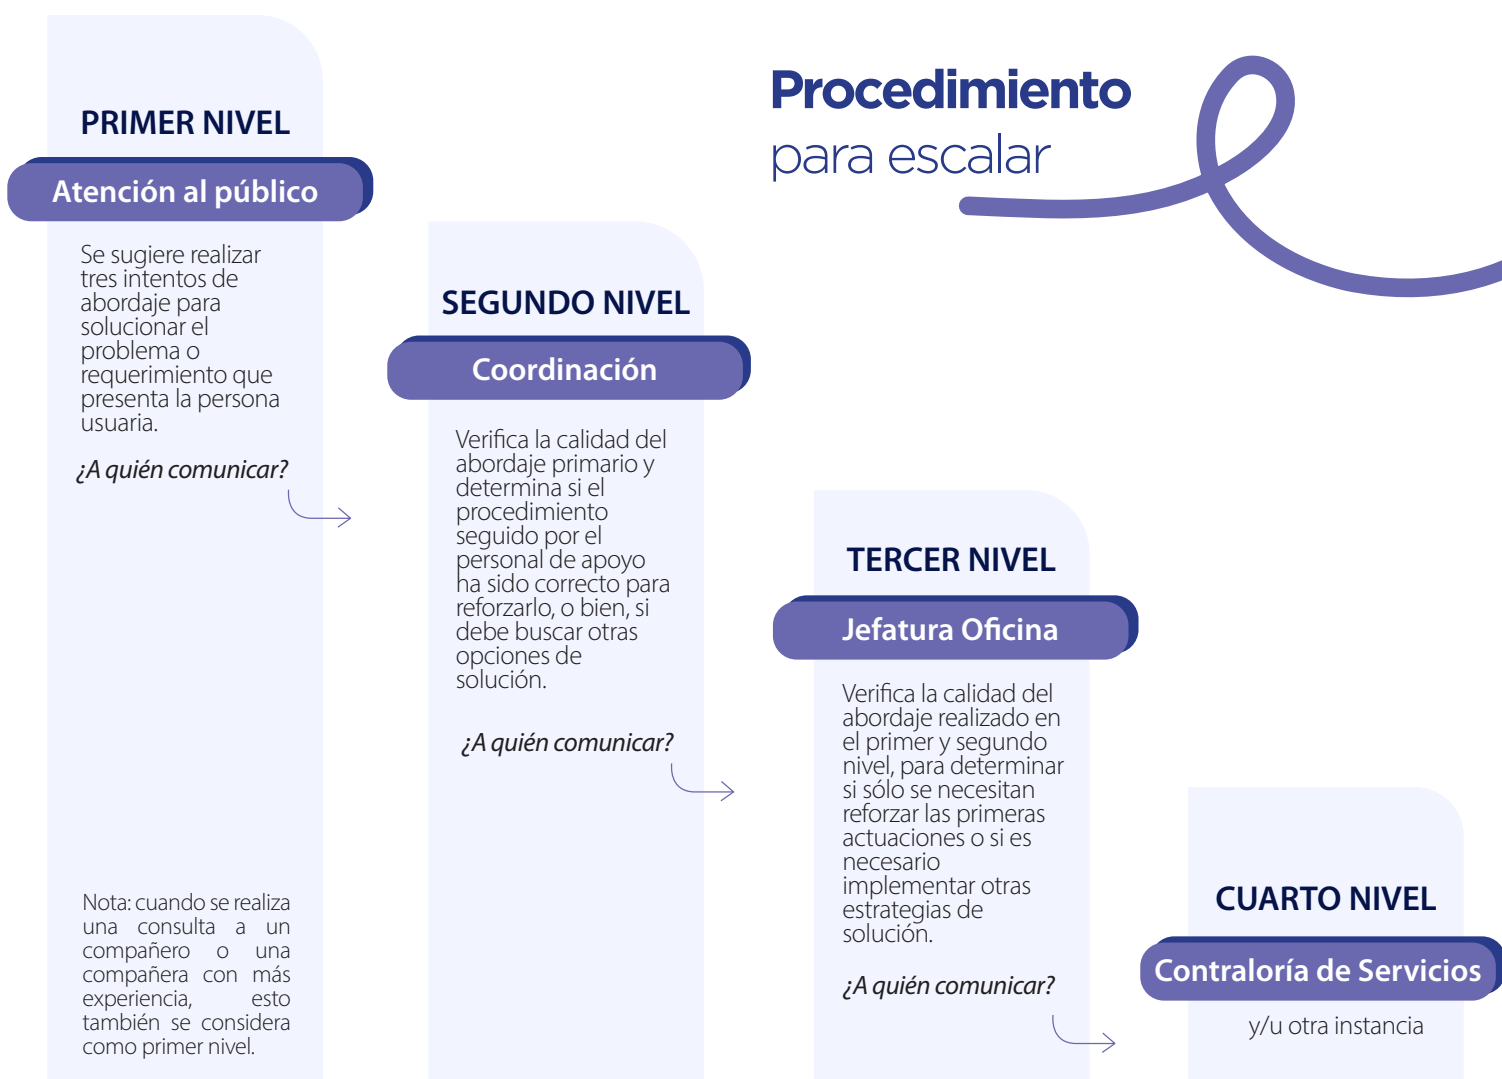 Procedimiento
para escalar
PRIMER NIVEL
Atención al público
Se sugiere realizar
tres intentos de
abordaje para
solucionar el
problema o
requerimiento que
presenta la persona
usuaria.
¿A quién comunicar?
Nota: cuando se realiza
una consulta a un
compañero o una
compañera con más
experiencia, esto
también se considera
como primer nivel.
SEGUNDO NIVEL
Coordinación
Verifica la calidad del
abordaje primario y
determina si el
procedimiento
seguido por el
personal de apoyo
ha sido correcto para
reforzarlo, o bien, si
debe buscar otras
opciones de
solución.
¿A quién comunicar?
TERCER NIVEL
Jefatura Oficina
Verifica la calidad del
abordaje realizado en
el primer y segundo
nivel, para determinar
si sólo se necesitan
reforzar las primeras
actuaciones o si es
necesario
implementar otras
estrategias de
solución.
¿A quién comunicar?
CUARTO NIVEL
Contraloría de Servicios
y/u otra instancia